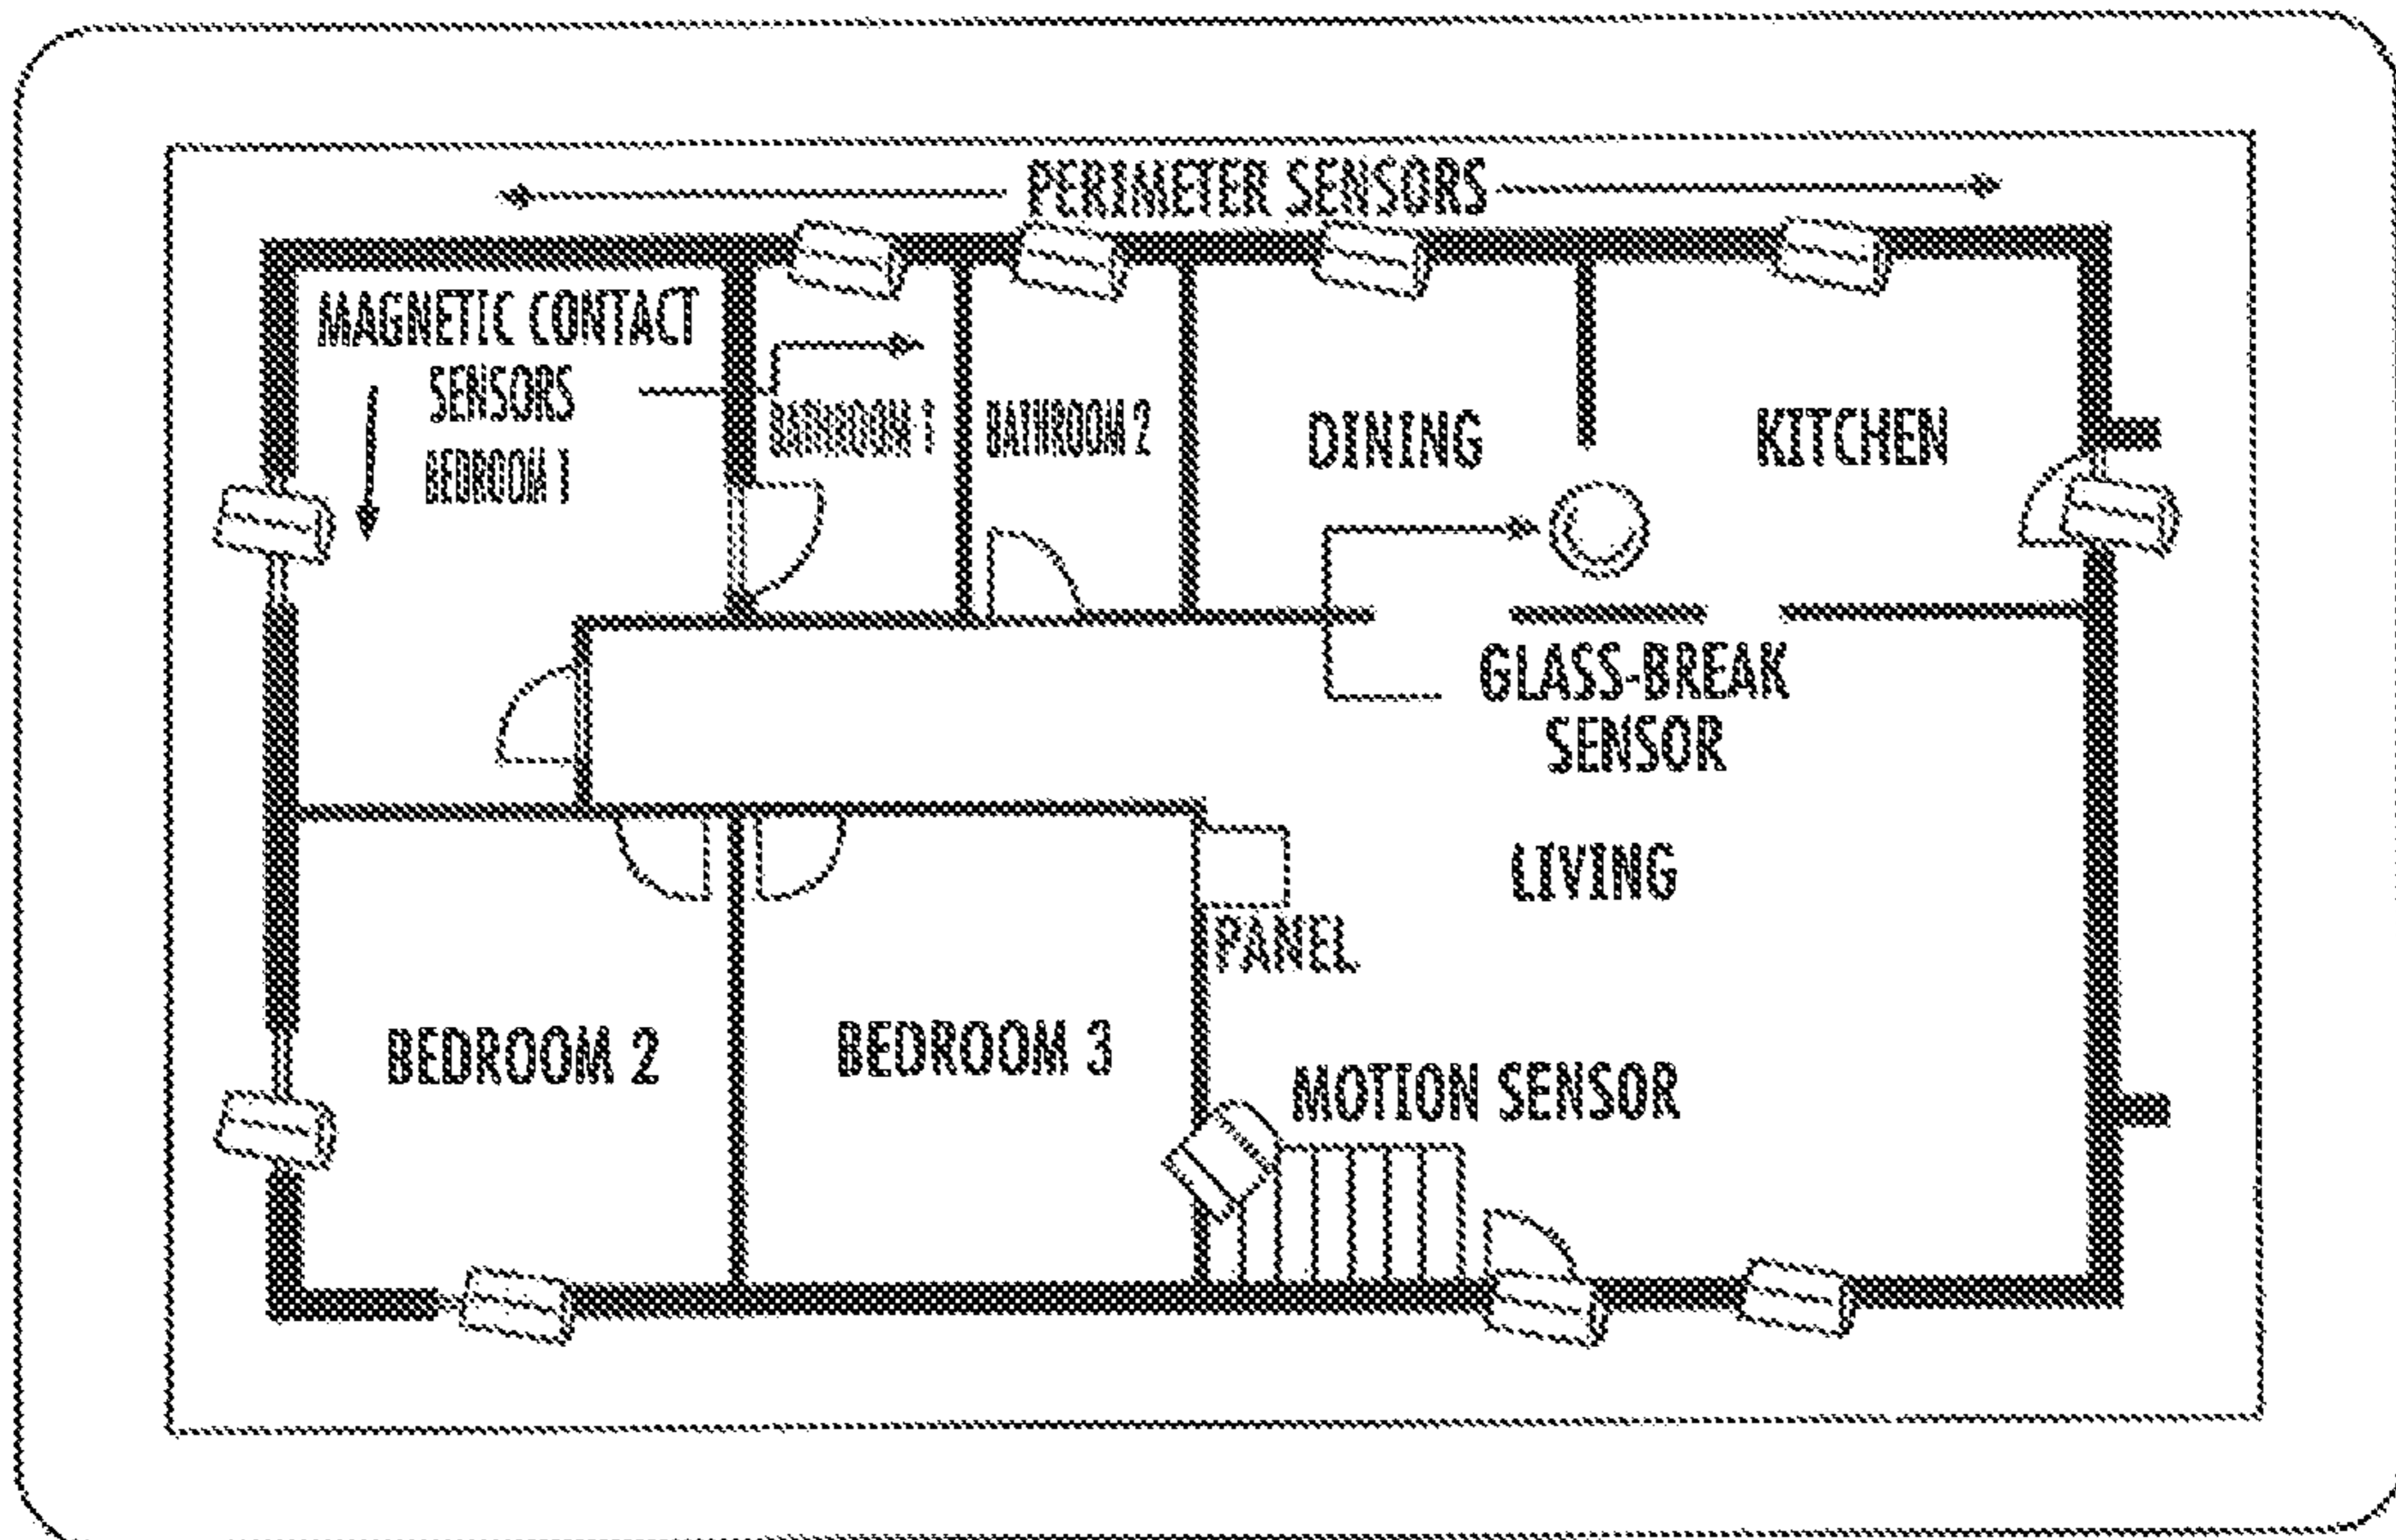 PERIMETER SENSORS
MAGNETIC CONTACT
SENSORS
BEDROOM 1
BATHROOM 1
BATHROOM 2
DINING
KITCHEN
GLASS-BREAK
SENSOR
LIVING
PANEL
BEDROOM 2
BEDROOM 3
MOTION SENSOR